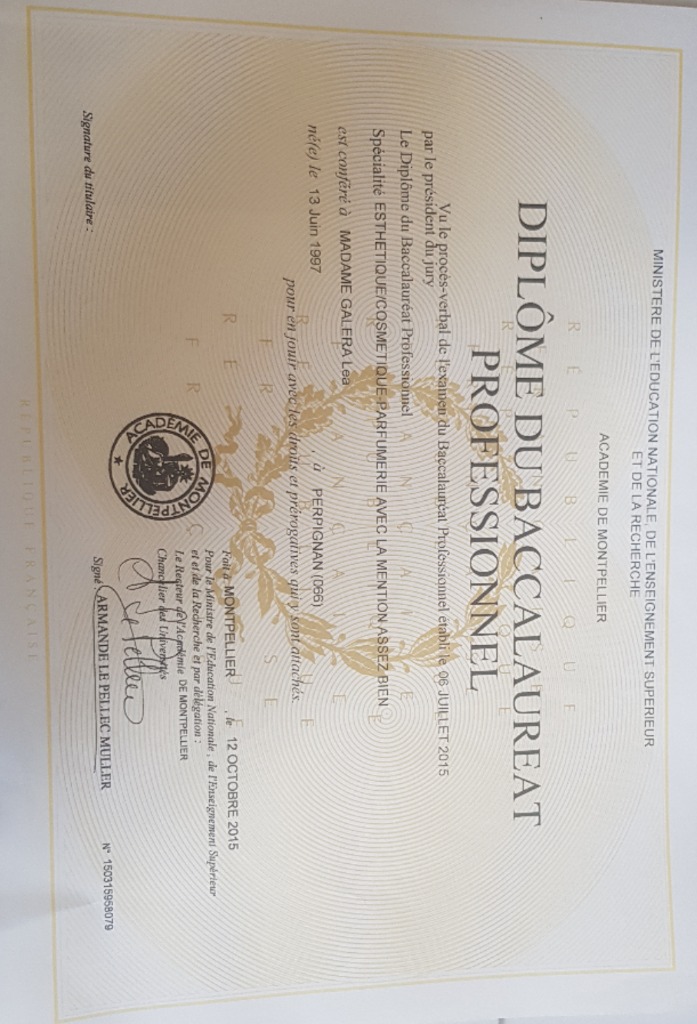 MINISTERE DE L'EDUCATION NATIONALE, DE L'ENSEIGNEMENT SUPERIEUR
ET DE LA RECHERCHE
ACADEMIE DE MONTPELLIER
DIPLÔME DU BACCALAUREAT
PROFESSIONNEL
Vu le procès-verbal de l'examen du Baccalauréat Professionnel établi le 06 JUILLET 2015
par le président du jury
Le Diplôme du Baccalauréat Professionnel
Spécialité ESTHETIQUE/COSMETIQUE-PARFUMERIE AVEC LA MENTION ASSEZ BIEN
est conféré à MADAME GALERA Lea
né(e) le 13 Juin 1997 , à PERPIGNAN (066)
pour en jouir avec les droits et prérogatives qui y sont attachés.
Fait à MONTPELLIER , le 12 OCTOBRE 2015
Pour le Ministre de l'Education Nationale, de l'Enseignement Supérieur
et de la Recherche et par délégation :
Le Recteur de l'Académie DE MONTPELLIER
Chancelier des Universités
Signature du titulaire :
ACADÉMIE DE MONTPELLIER
Signé : ARMANDE LE PELLEC MULLER
N° 150315958079
RÉPUBLIQUE FRANÇAISE